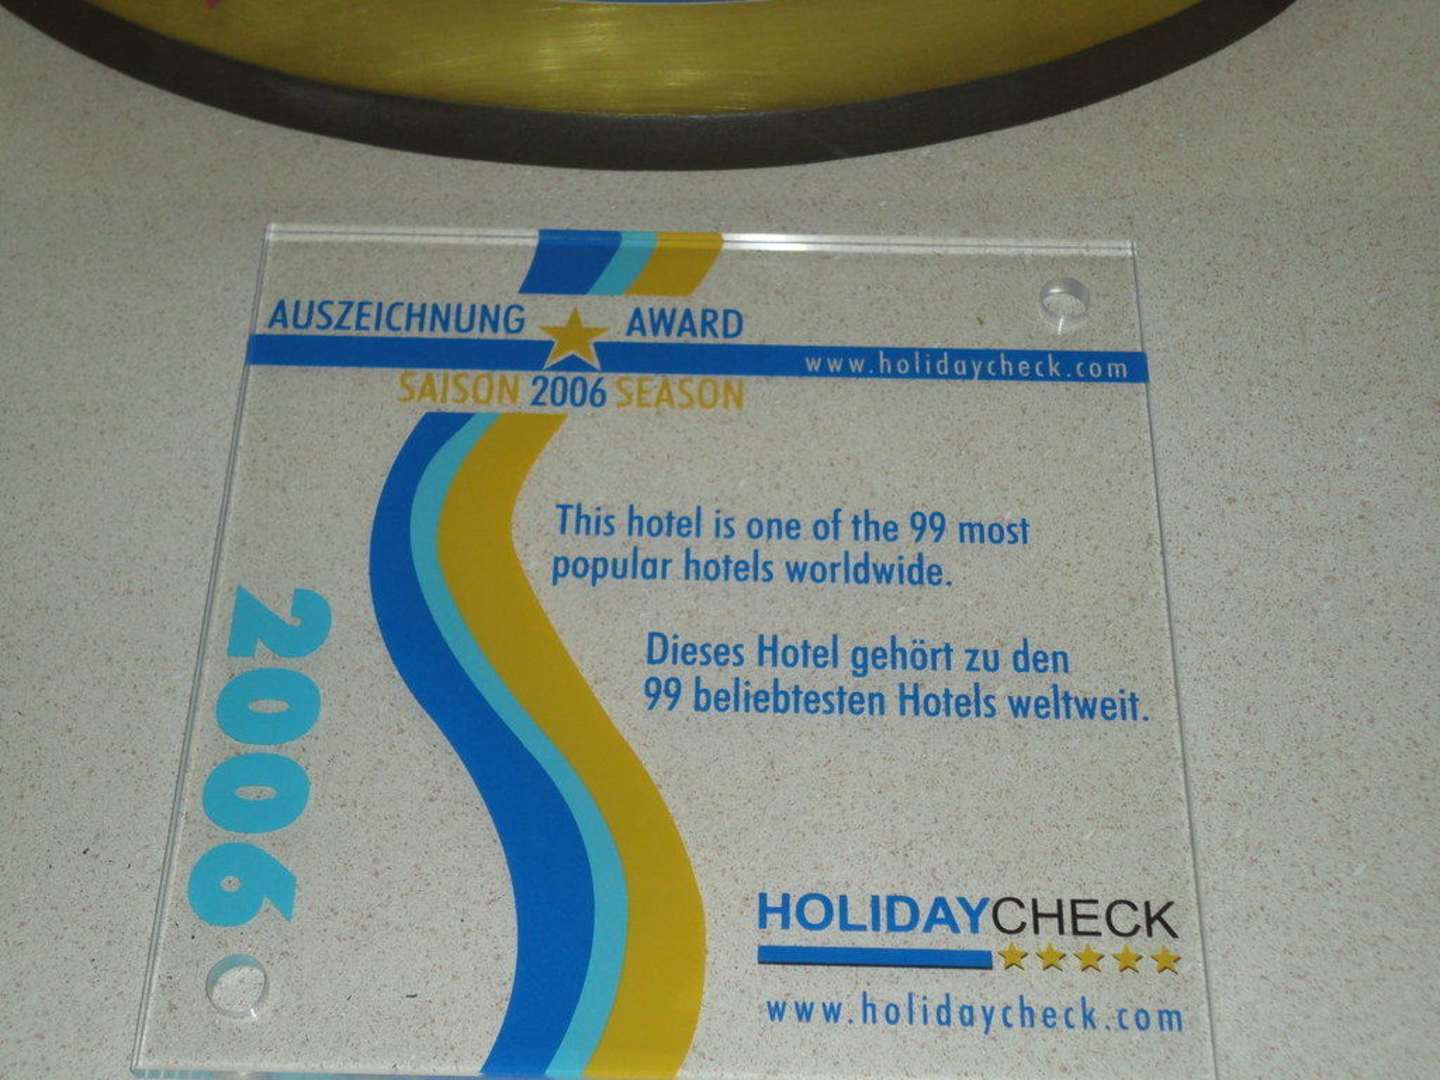 AUSZEICHNUNG AWARD
www.holidaycheck.com
SAISON 2006 SEASON
This hotel is one of the 99 most
popular hotels worldwide.
Dieses Hotel gehört zu den
99 beliebtesten Hotels weltweit.
2006
HOLIDAYCHECK
www.holidaycheck.com